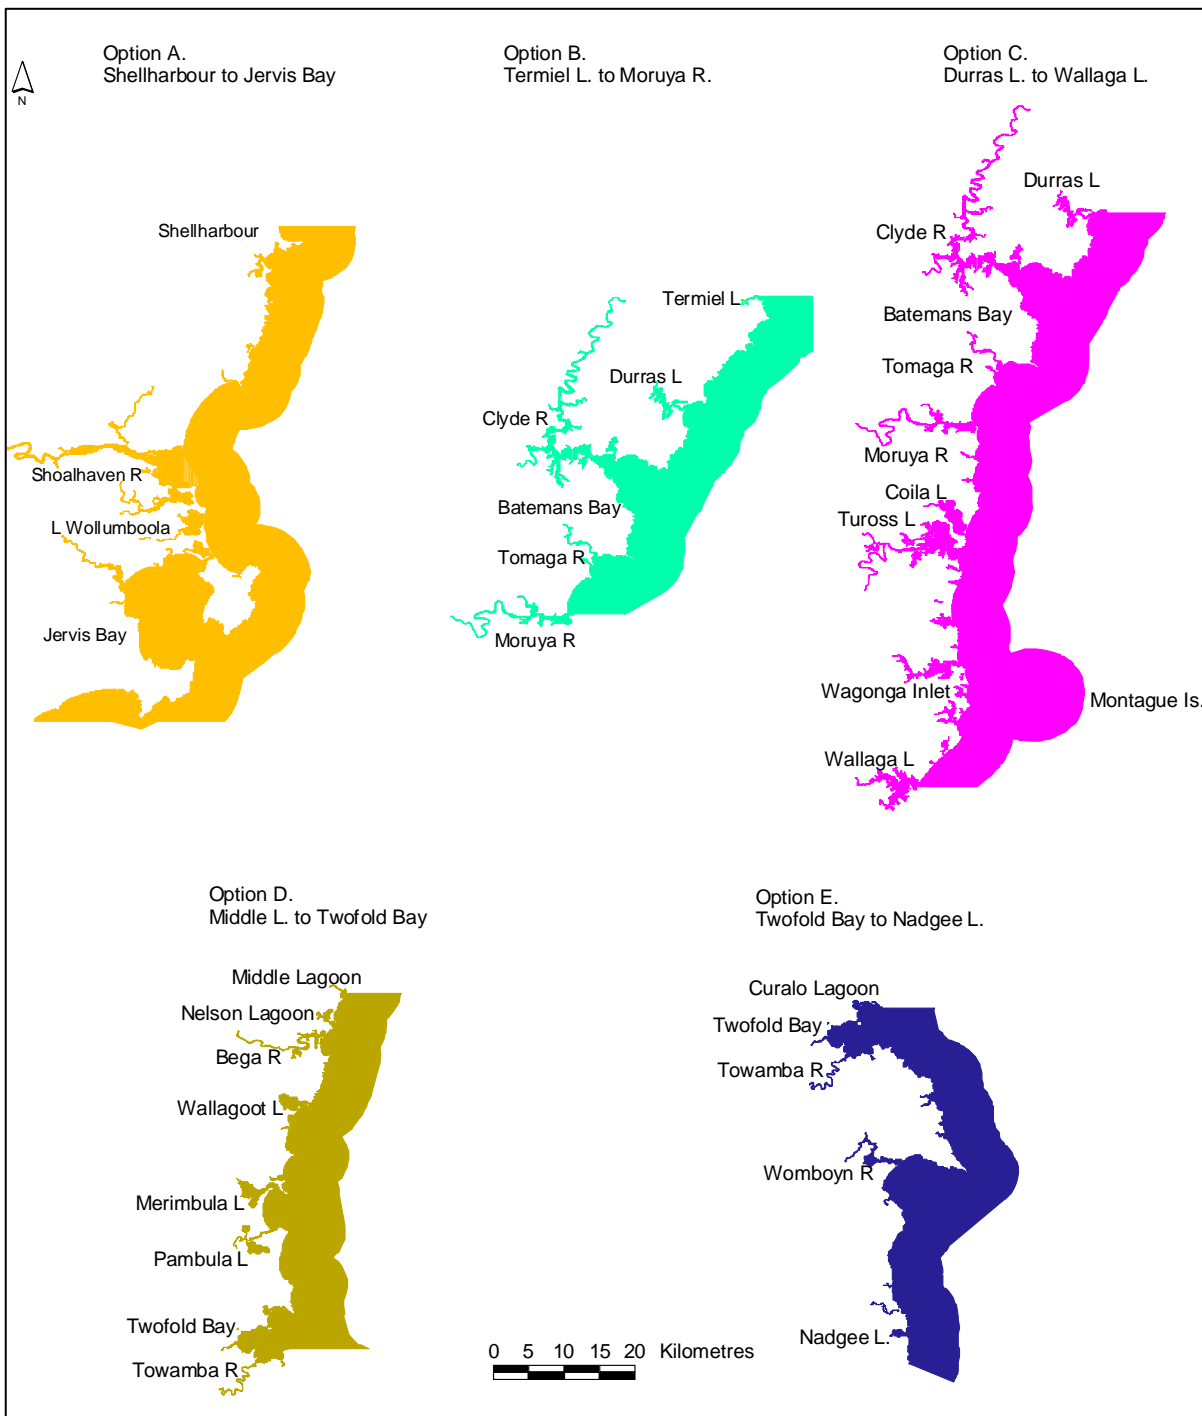 Option A.
Shellharbour to Jervis Bay
Option B.
Termiel L. to Moruya R.
Option C.
Durras L. to Wallaga L.
N
Shellharbour
Shoalhaven R
L Wollumboola
Jervis Bay
Termiel L
Durras L
Clyde R
Batemans Bay
Tomaga R
Moruya R
Durras L
Clyde R
Batemans Bay
Tomaga R
Moruya R
Coila L
Tuross L
Wagonga Inlet
Montague Is.
Wallaga L
Option D.
Middle L. to Twofold Bay
Option E.
Twofold Bay to Nadgee L.
Middle Lagoon
Nelson Lagoon
Bega R
Wallagoot L
Merimbula L
Pambula L
Twofold Bay
Towamba R
Curalo Lagoon
Twofold Bay
Towamba R
Womboyn R
Nadgee L.
0 5 10 15 20 Kilometres